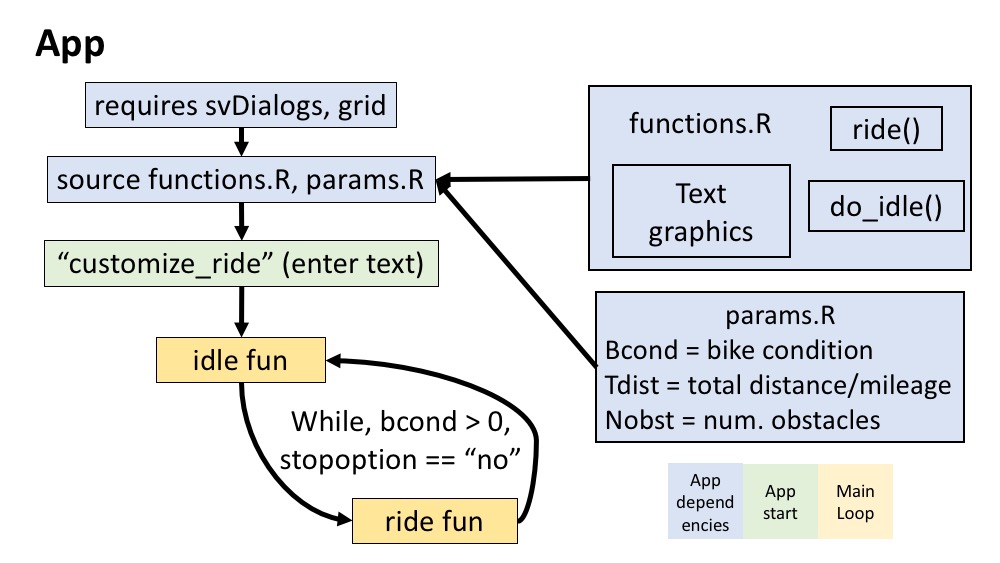 App
requires svDialogs, grid
source functions.R, params.R
“customize_ride” (enter text)
idle fun
While, bcond > 0,
stopoption == “no”
ride fun
functions.R
ride()
Text
graphics
do_idle()
params.R
Bcond = bike condition
Tdist = total distance/mileage
Nobst = num. obstacles
App
depend
encies
App
start
Main
Loop